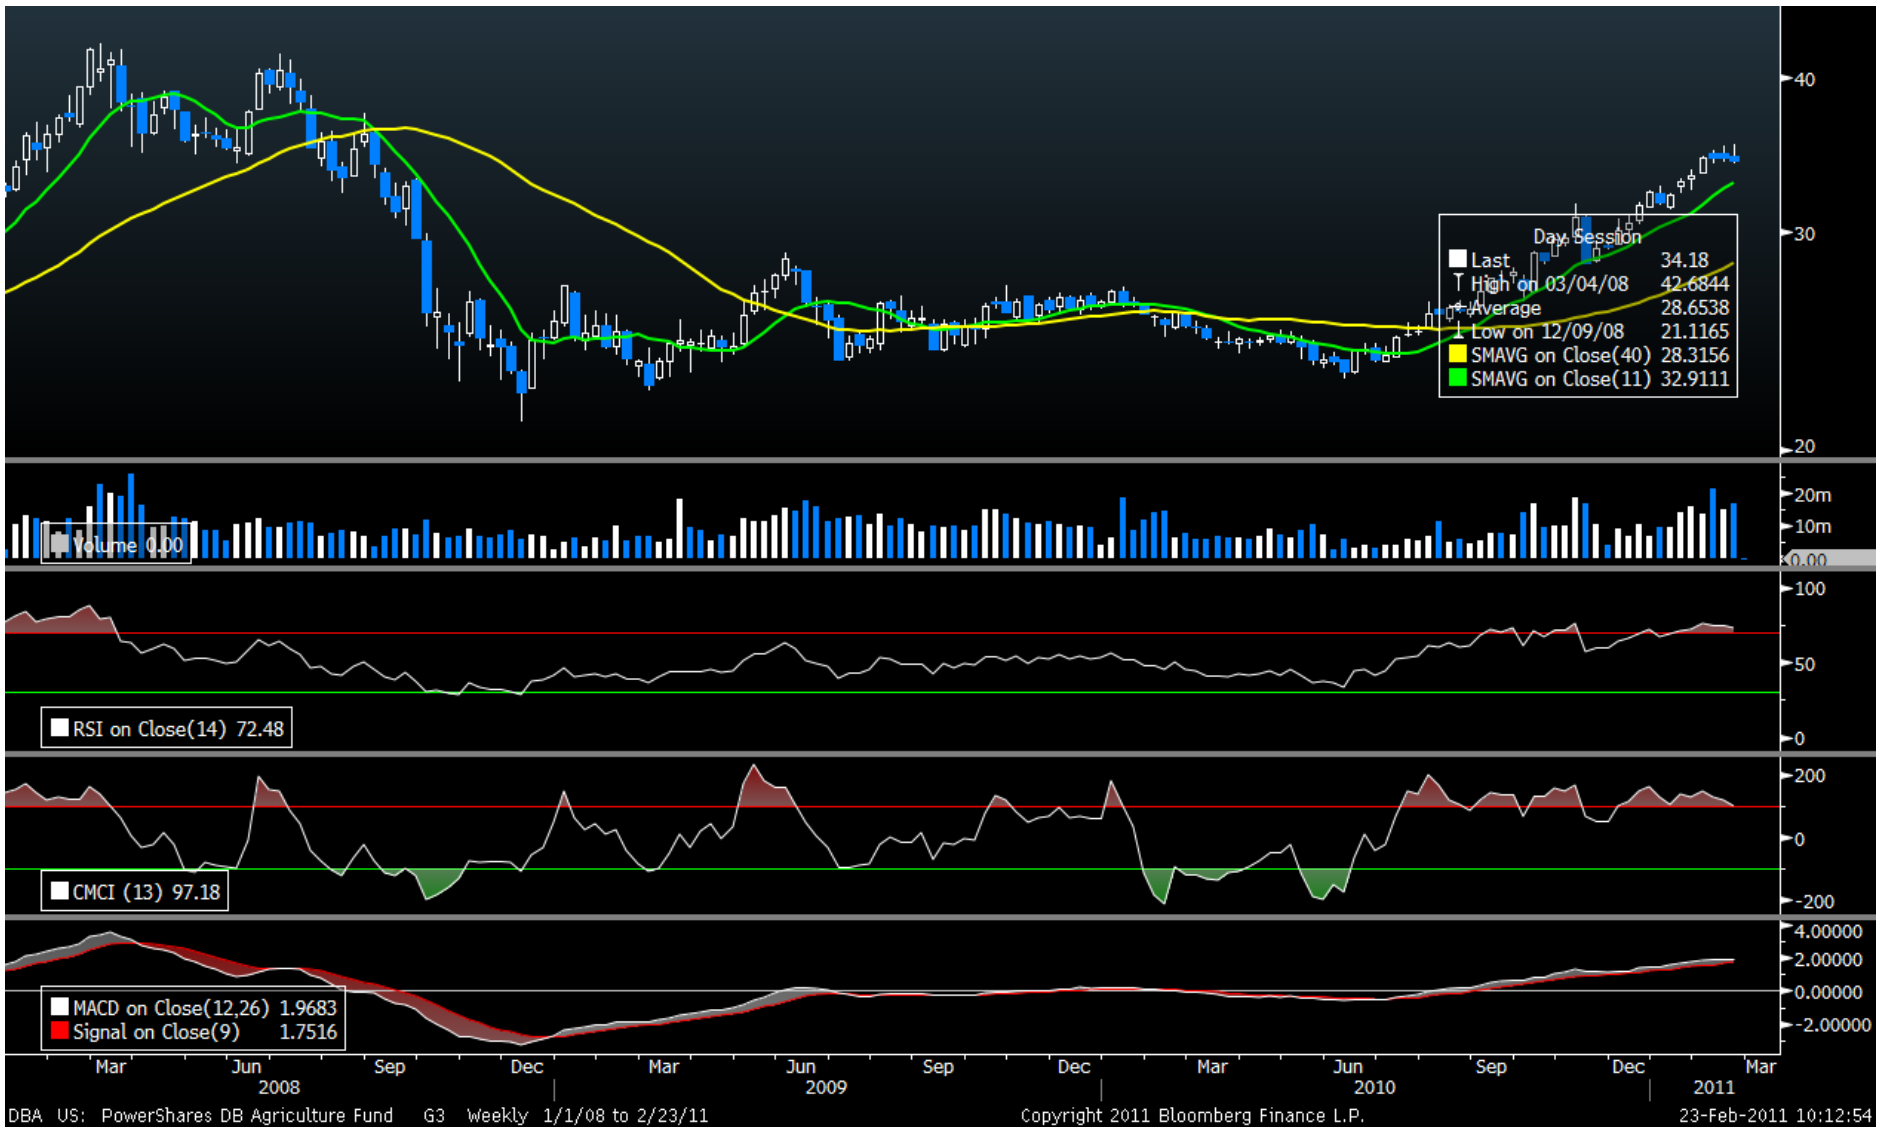 40
30
20
Day Session
Last 34.18
High on 03/04/08 42.6844
Average 28.6538
Low on 12/09/08 21.1165
SMAVG on Close(40) 28.3156
SMAVG on Close(11) 32.9111
20m
10m
0.00
Volume 0.00
100
50
0
RSI on Close(14) 72.48
200
0
-200
CMCI (13) 97.18
4.00000
2.00000
0.00000
-2.00000
MACD on Close(12,26) 1.9683
Signal on Close(9) 1.7516
Mar Jun Sep Dec Mar Jun Sep Dec Mar Jun Sep Dec Mar
2008 2009 2010 2011
DBA US: PowerShares DB Agriculture Fund G3 Weekly 1/1/08 to 2/23/11 Copyright 2011 Bloomberg Finance L.P. 23-Feb-2011 10:12:54